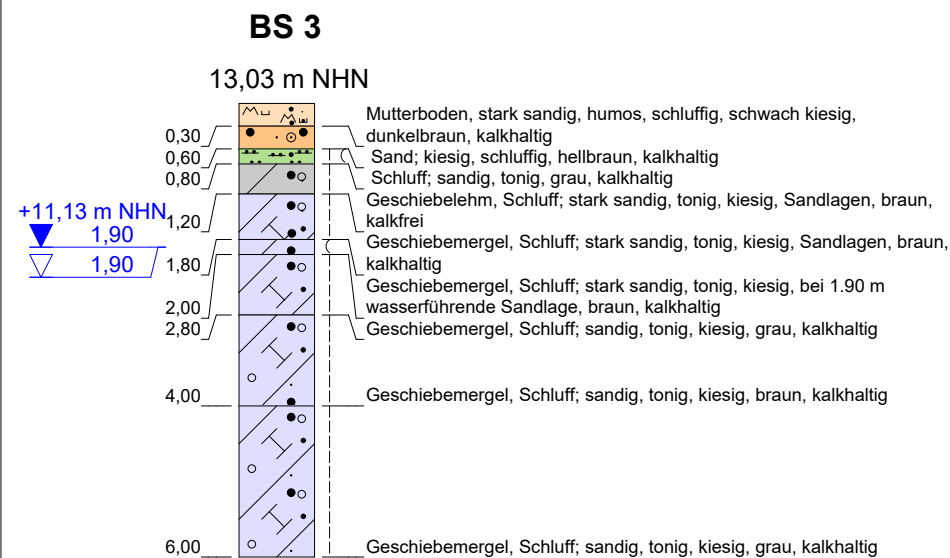 BS 3
13,03 m NHN
Mutterboden, stark sandig, humos, schluffig, schwach kiesig,
0,30
dunkelbraun, kalkhaltig
0,60
Sand; kiesig, schluffig, hellbraun, kalkhaltig
0,80
Schluff; sandig, tonig, grau, kalkhaltig
Geschiebelehm, Schluff; stark sandig, tonig, kiesig, Sandlagen, braun,
+11,13 m NHN
1,20
kalkfrei
1,90
Geschiebemergel, Schluff; stark sandig, tonig, kiesig, Sandlagen, braun,
1,90
1,80
kalkhaltig
Geschiebemergel, Schluff; stark sandig, tonig, kiesig, bei 1.90 m
2,00
wasserführende Sandlage, braun, kalkhaltig
2,80
Geschiebemergel, Schluff; sandig, tonig, kiesig, grau, kalkhaltig
4,00
Geschiebemergel, Schluff; sandig, tonig, kiesig, braun, kalkhaltig
6,00
Geschiebemergel, Schluff; sandig, tonig, kiesig, grau, kalkhaltig